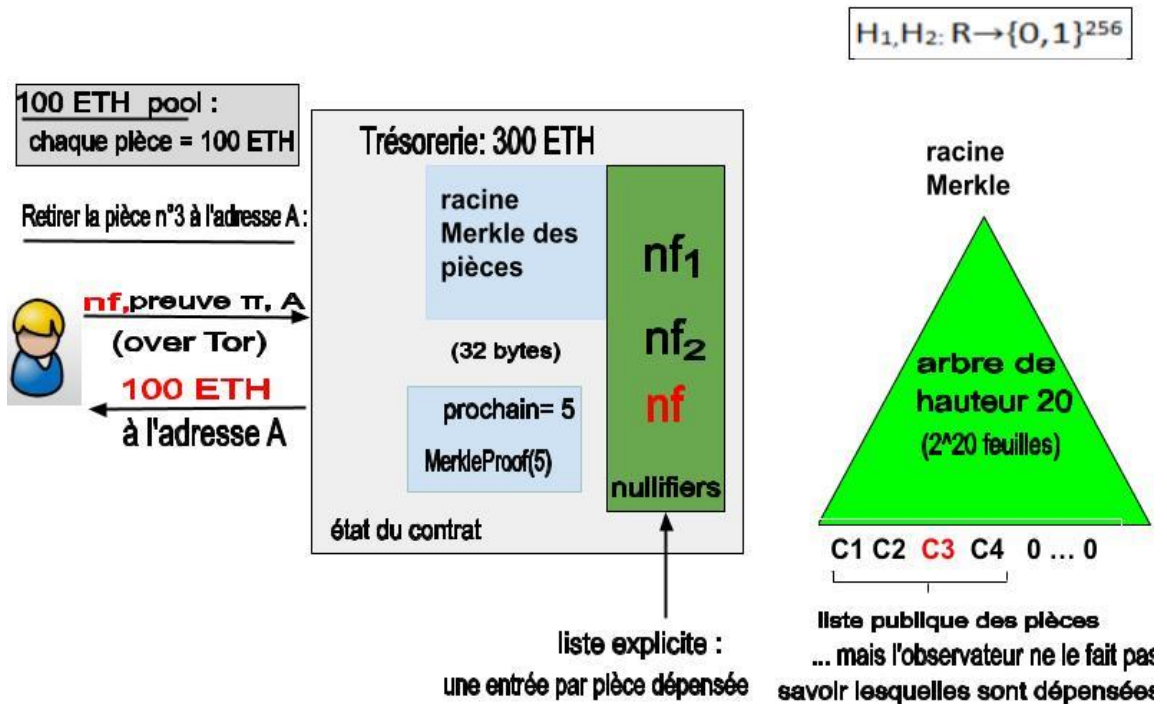 H₁,H₂: R→{0,1}²⁵⁶
100 ETH pool :
chaque pièce = 100 ETH
Retirer la pièce n°3 à l'adresse A :
nf,preuve π, A
(over Tor)
100 ETH
à l'adresse A
Trésorerie: 300 ETH
racine
Merkle des
pièces
(32 bytes)
prochain= 5
MerkleProof(5)
état du contrat
nf₁
nf₂
nf
nullifiers
liste explicite :
une entrée par pièce dépensée
racine
Merkle
arbre de
hauteur 20
(2^20 feuilles)
C1 C2 C3 C4 0 ... 0
liste publique des pièces
... mais l'observateur ne le fait pas
savoir lesquelles sont dépensées